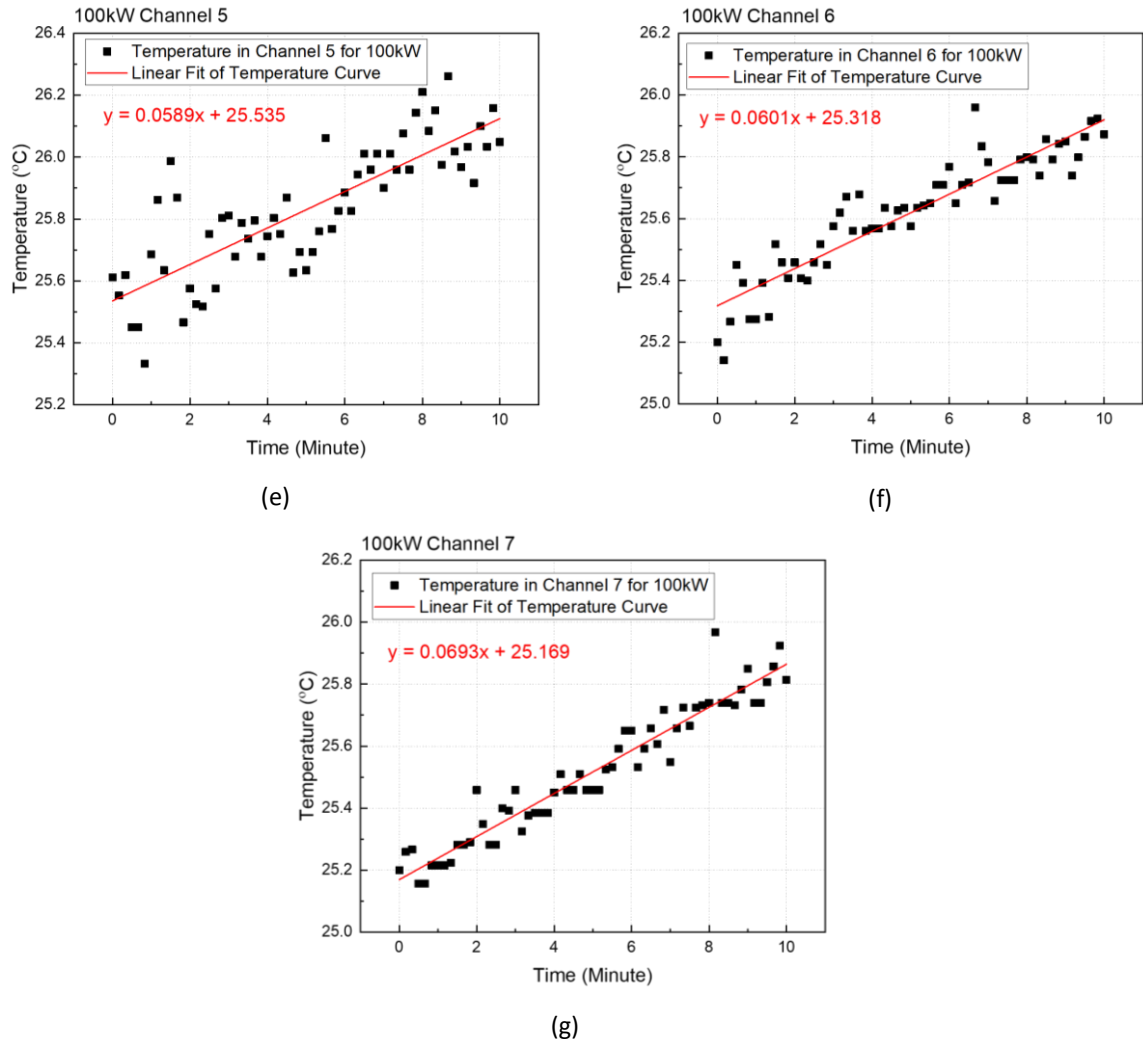 100kW Channel 5
26.4
26.2
26.0
25.8
25.6
25.4
25.2
Temperature (°C)
Temperature in Channel 5 for 100kW
Linear Fit of Temperature Curve
y = 0.0589x + 25.535
0 2 4 6 8 10
Time (Minute)
(e)
100kW Channel 6
26.2
26.0
25.8
25.6
25.4
25.2
25.0
Temperature (°C)
Temperature in Channel 6 for 100kW
Linear Fit of Temperature Curve
y = 0.0601x + 25.318
0 2 4 6 8 10
Time (Minute)
(f)
100kW Channel 7
26.2
26.0
25.8
25.6
25.4
25.2
25.0
Temperature (°C)
Temperature in Channel 7 for 100kW
Linear Fit of Temperature Curve
y = 0.0693x + 25.169
0 2 4 6 8 10
Time (Minute)
(g)